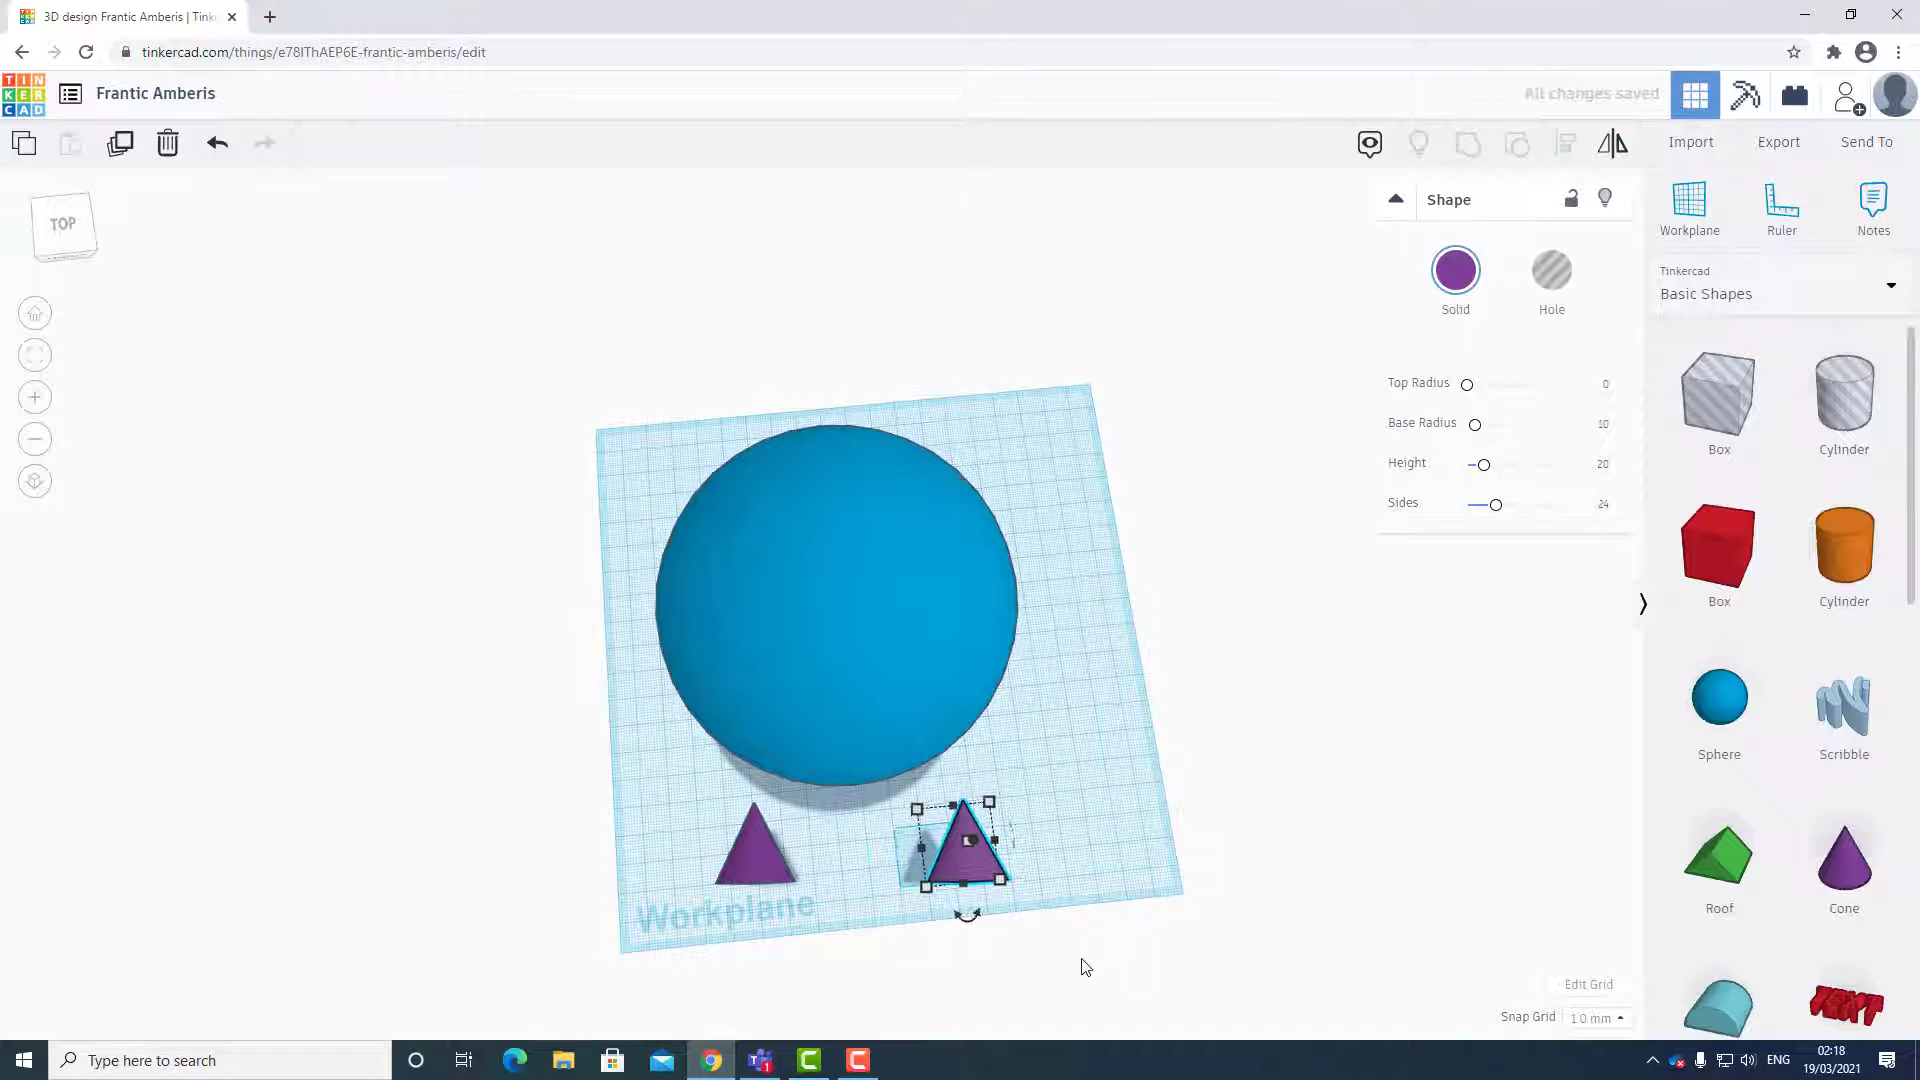 3D design Frantic Amberis | Tink
tinkercad.com/things/e78IThAEP6E-frantic-amberis/edit
TIN
KER
CAD
Frantic Amberis
All changes saved
Import
Export
Send To
TOP
Shape
Workplane
Ruler
Notes
Solid
Hole
Tinkercad
Basic Shapes
Top Radius
0
Base Radius
10
Height
20
Sides
24
Box
Cylinder
Box
Cylinder
Sphere
Scribble
Roof
Cone
TEXT
Workplane
Edit Grid
Snap Grid
1.0 mm
Type here to search
1
ENG
02:18
19/03/2021